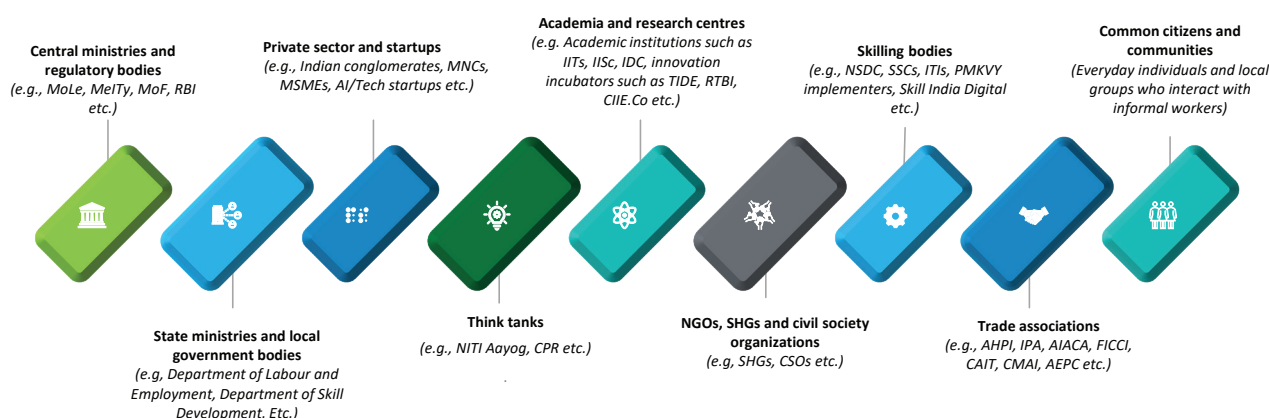 Central ministries and
regulatory bodies
(e.g., MoLe, MeITy, MoF, RBI
etc.)
State ministries and local
government bodies
(e.g, Department of Labour and
Employment, Department of Skill
Development, Etc.)
Private sector and startups
(e.g., Indian conglomerates, MNCs,
MSMEs, AI/Tech startups etc.)
Think tanks
(e.g., NITI Aayog, CPR etc.)
Academia and research centres
(e.g. Academic institutions such as
IITs, IISc, IDC, innovation
incubators such as TIDE, RTBI,
CIIE.Co etc.)
NGOs, SHGs and civil society
organizations
(e.g, SHGs, CSOs etc.)
Skilling bodies
(e.g., NSDC, SSCs, ITIs, PMKVY
implementers, Skill India Digital
etc.)
Trade associations
(e.g., AHPI, IPA, AIACA, FICCI,
CAIT, CMAI, AEPC etc.)
Common citizens and
communities
(Everyday individuals and local
groups who interact with
informal workers)